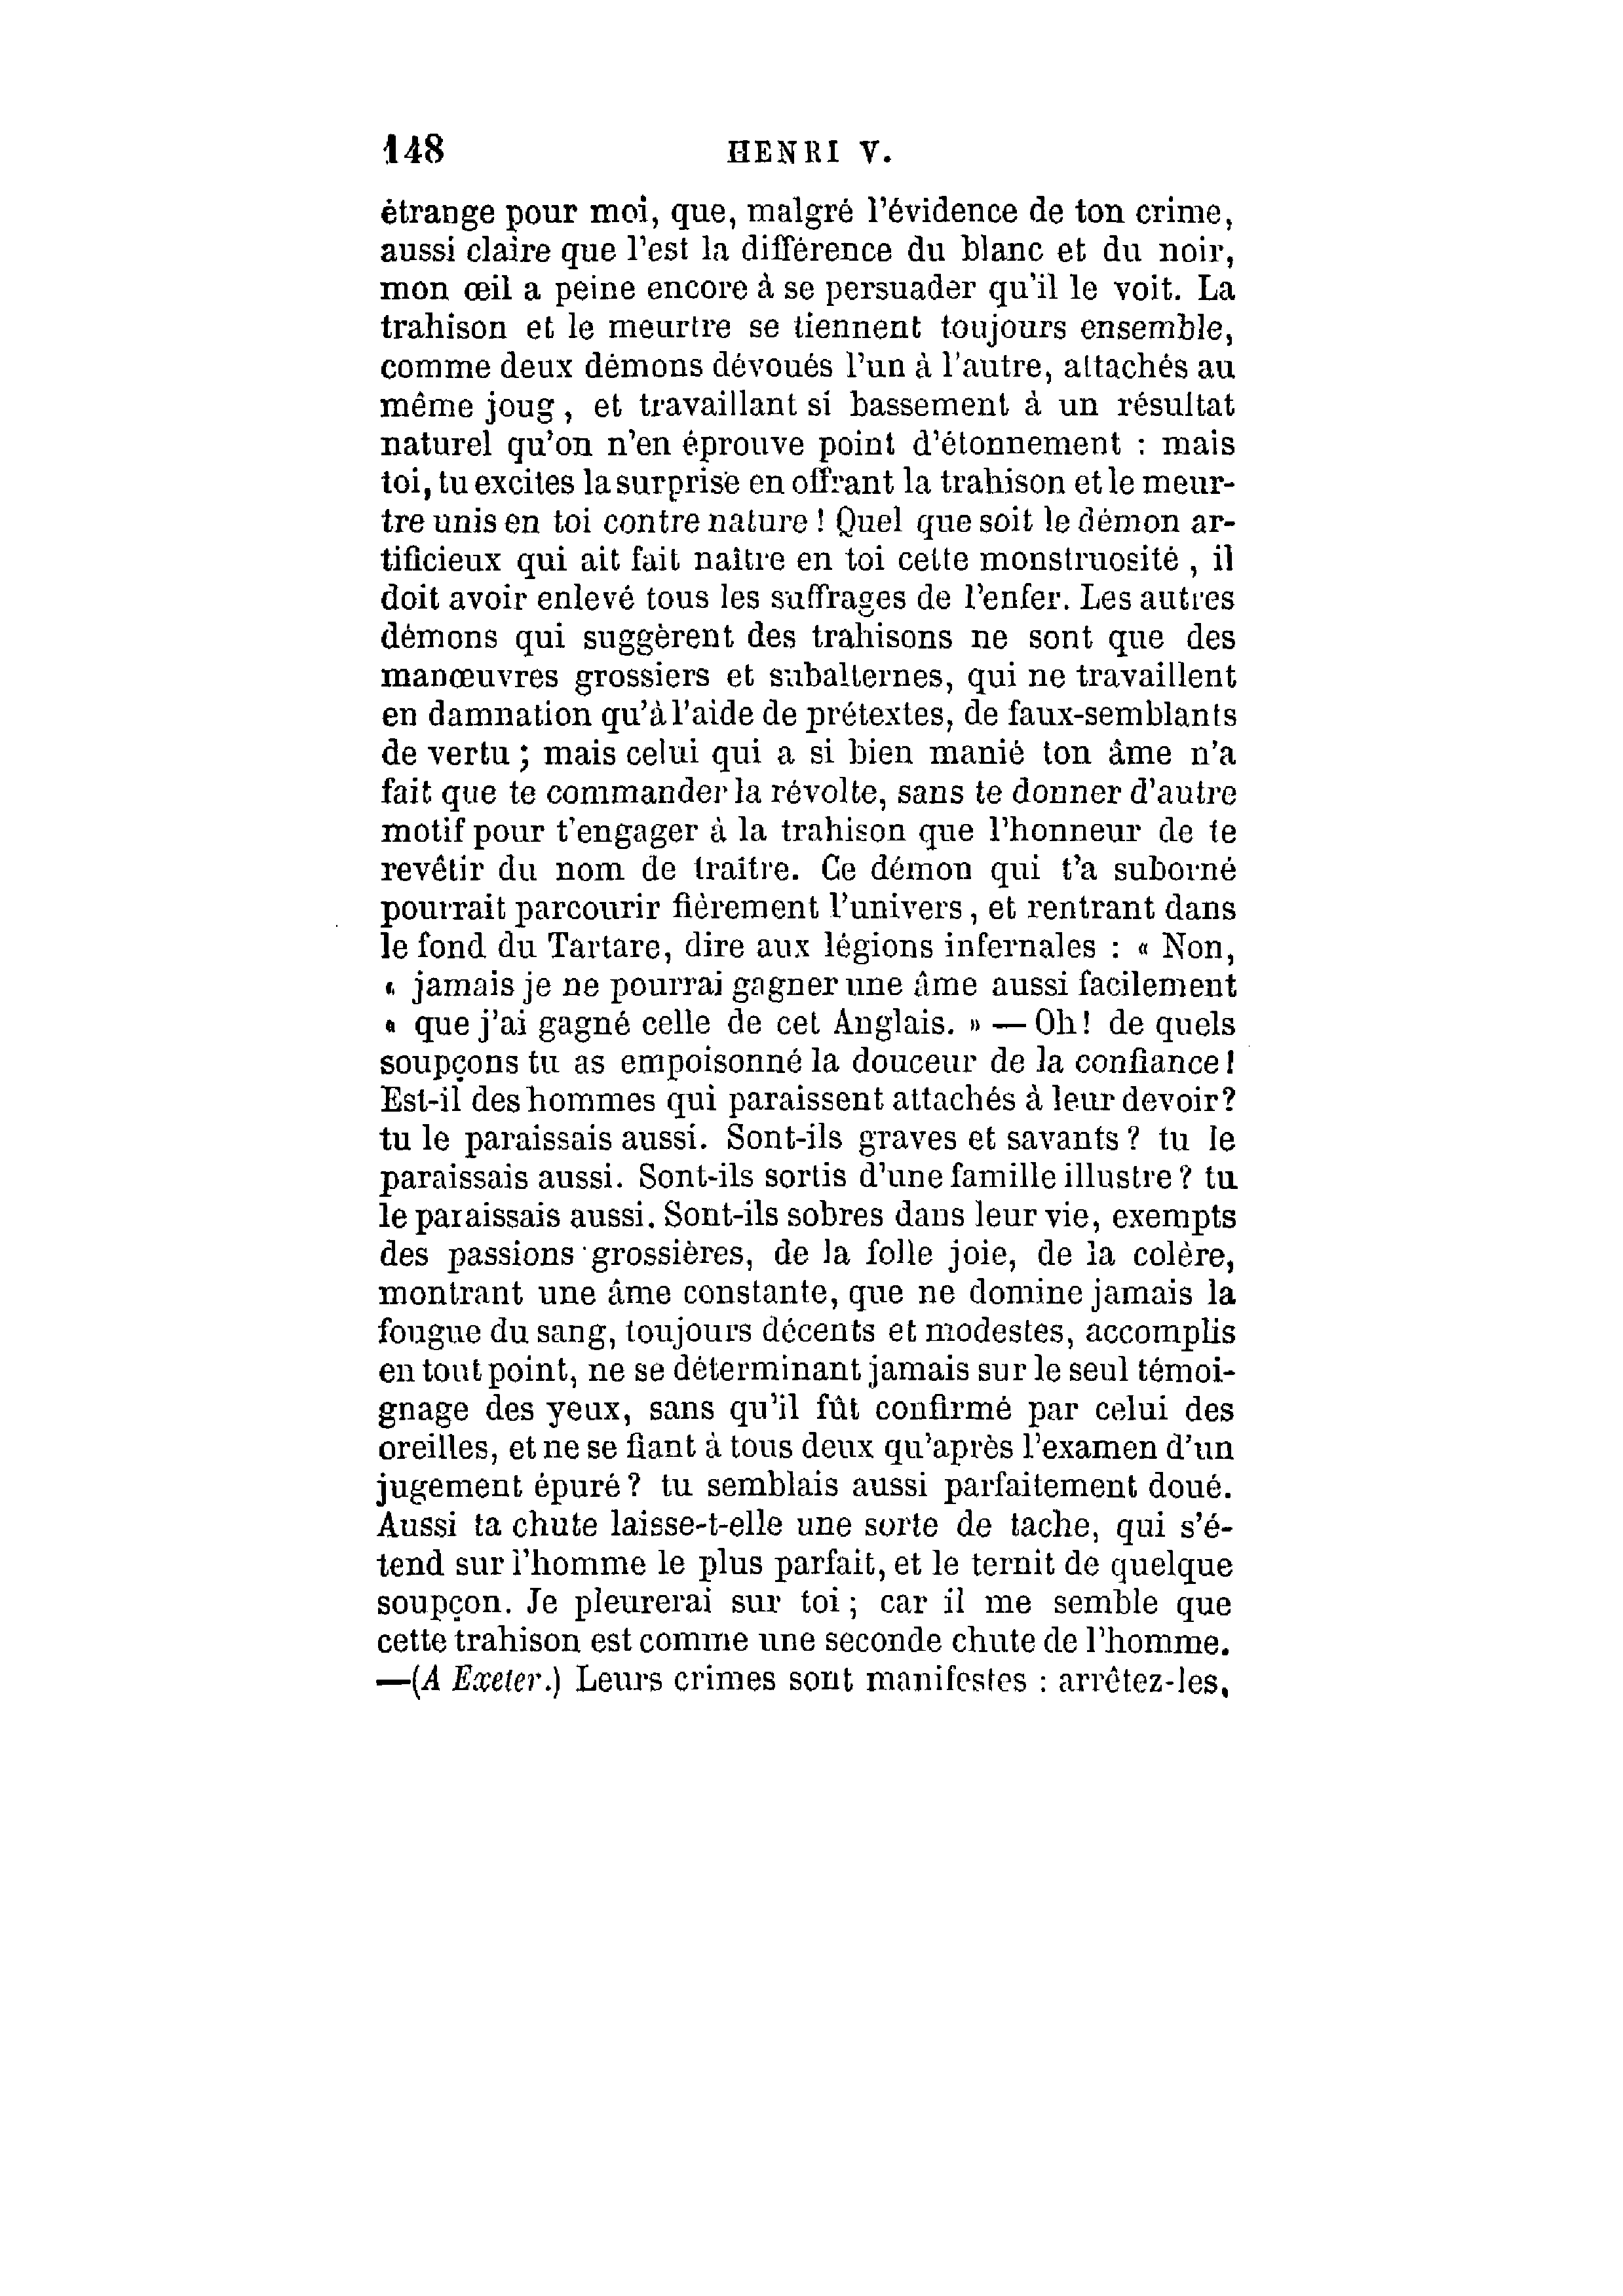 148 HENRI V.
étrange pour moi, que, malgré l'évidence de ton crime,
aussi claire que l'est la différence du blanc et du noir,
mon œil a peine encore à se persuader qu'il le voit. La
trahison et le meurtre se tiennent toujours ensemble,
comme deux démons dévoués l'un à l'autre, attachés au
même joug, et travaillant si bassement à un résultat
naturel qu'on n'en éprouve point d'étonnement : mais
toi, tu excites la surprise en offrant la trahison et le meur-
tre unis en toi contre nature ! Quel que soit le démon ar-
tificieux qui ait fait naître en toi cette monstruosité , il
doit avoir enlevé tous les suffrages de l'enfer. Les autres
démons qui suggèrent des trahisons ne sont que des
manœuvres grossiers et subalternes, qui ne travaillent
en damnation qu'à l'aide de prétextes, de faux-semblants
de vertu ; mais celui qui a si bien manié ton âme n'a
fait que te commander la révolte, sans te donner d'autre
motif pour t'engager à la trahison que l'honneur de te
revêtir du nom de traître. Ce démon qui t'a suborné
pourrait parcourir fièrement l'univers, et rentrant dans
le fond du Tartare, dire aux légions infernales : « Non,
« jamais je ne pourrai gagner une âme aussi facilement
« que j'ai gagné celle de cet Anglais. » — Oh! de quels
soupçons tu as empoisonné la douceur de la confiance!
Est-il des hommes qui paraissent attachés à leur devoir?
tu le paraissais aussi. Sont-ils graves et savants ? tu le
paraissais aussi. Sont-ils sortis d'une famille illustre ? tu
le paraissais aussi. Sont-ils sobres dans leur vie, exempts
des passions grossières, de la folle joie, de la colère,
montrant une âme constante, que ne domine jamais la
fougue du sang, toujours décents et modestes, accomplis
en tout point, ne se déterminant jamais sur le seul témoi-
gnage des yeux, sans qu'il fût confirmé par celui des
oreilles, et ne se fiant à tous deux qu'après l'examen d'un
jugement épuré ? tu semblais aussi parfaitement doué.
Aussi ta chute laisse-t-elle une sorte de tache, qui s'é-
tend sur l'homme le plus parfait, et le ternit de quelque
soupçon. Je pleurerai sur toi ; car il me semble que
cette trahison est comme une seconde chute de l'homme.
—(A Exeter.) Leurs crimes sont manifestes : arrêtez-les,